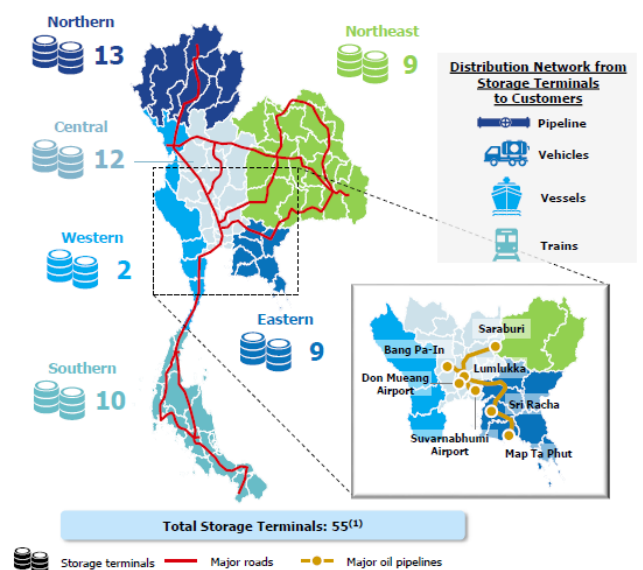 Northern
13
Northeast
9
Central
12
Western
2
Eastern
9
Southern
10
Distribution Network from
Storage Terminals
to Customers
Pipeline
Vehicles
Vessels
Trains
Saraburi
Bang Pa-In
Lumlukka
Don Mueang
Airport
Sri Racha
Suvarnabhumi
Airport
Map Ta Phut
Total Storage Terminals: 55(1)
Storage terminals
Major roads
Major oil pipelines